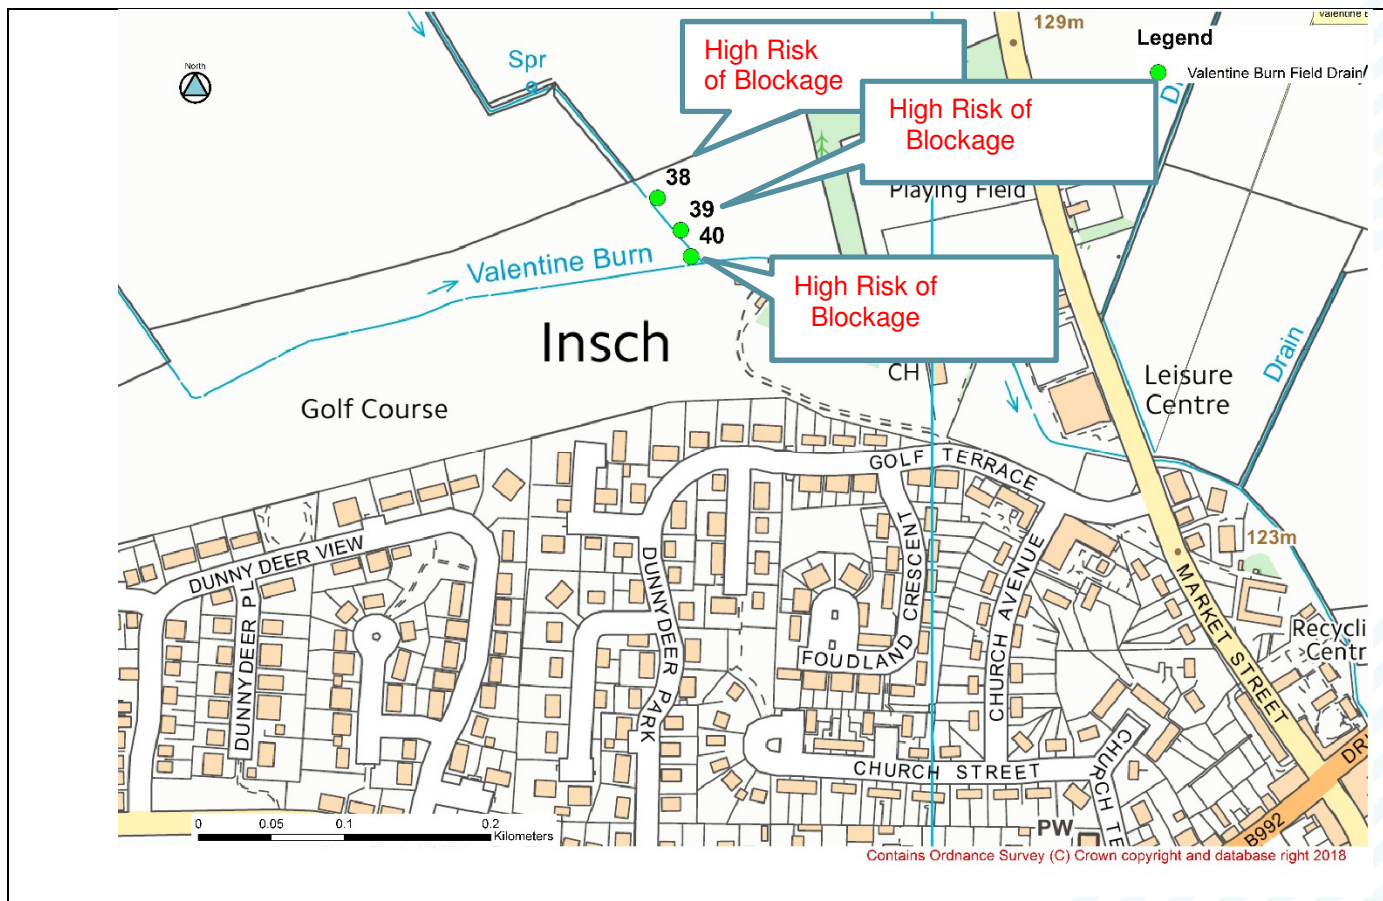 129m
Valentine B
Legend
Valentine Burn Field Drain
North
Spr
High Risk
of Blockage
High Risk of
Blockage
Playing Field
38
39
40
Valentine Burn
High Risk of
Blockage
Insch
CH
Golf Course
Leisure
Centre
Drain
GOLF TERRACE
DUNNYDEER VIEW
DUNNYDEER PL
DUNNYDEER PARK
FOUDLAND CRESCENT
CHURCH AVENUE
MARKET STREET
123m
Recycli
Centr
CHURCH STREET
CHURCH TE
PW
B992
DRU
0 0.05 0.1 0.2
Kilometers
Contains Ordnance Survey (C) Crown copyright and database right 2018